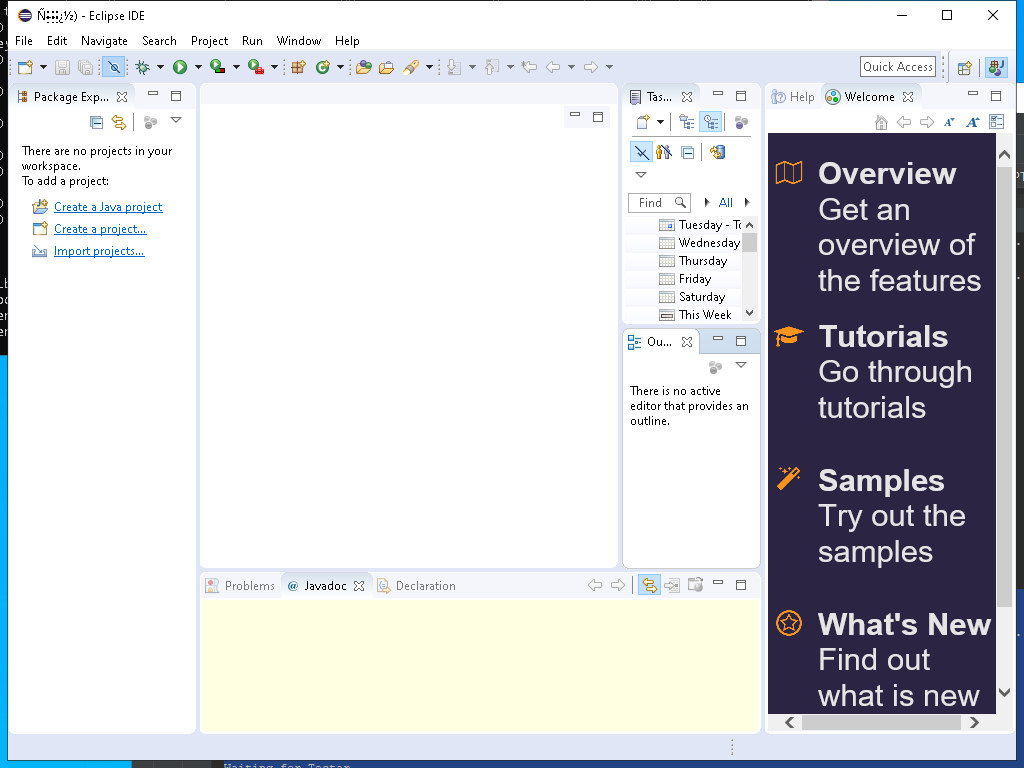 - Eclipse IDE
File Edit Navigate Search Project Run Window Help
Quick Access
Package Exp...
There are no projects in your
workspace.
To add a project:
Create a Java project
Create a project...
Import projects...
Tas...
Find
All
Tuesday - To
Wednesday
Thursday
Friday
Saturday
This Week
Ou...
There is no active
editor that provides an
outline.
Help Welcome
Overview
Get an
overview of
the features
Tutorials
Go through
tutorials
Samples
Try out the
samples
What's New
Find out
what is new
Problems @ Javadoc Declaration
Waiting for Testar